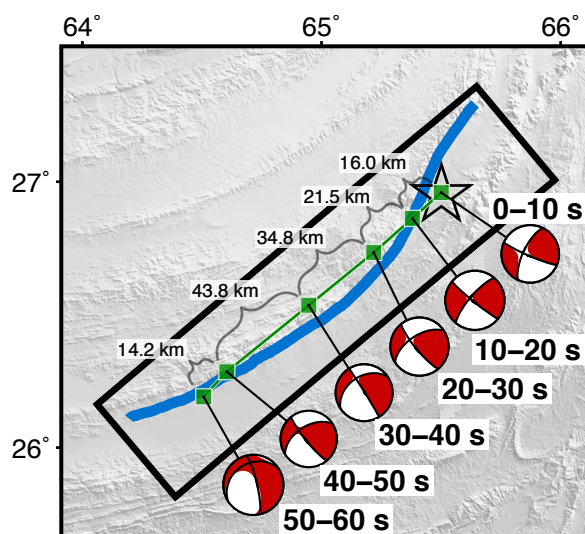 64°
65°
66°
27°
26°
16.0 km
21.5 km
34.8 km
43.8 km
14.2 km
0–10 s
10–20 s
20–30 s
30–40 s
40–50 s
50–60 s